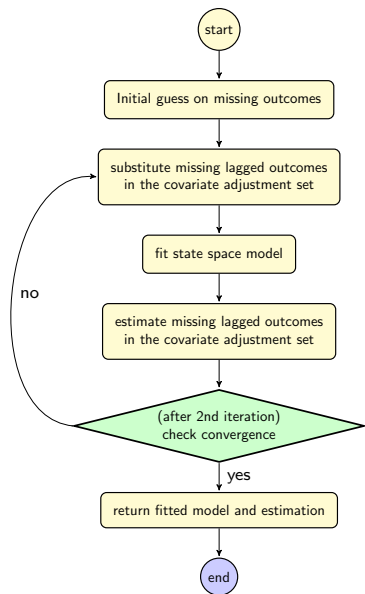 start
Initial guess on missing outcomes
substitute missing lagged outcomes
in the covariate adjustment set
fit state space model
estimate missing lagged outcomes
in the covariate adjustment set
no
(after 2nd iteration)
check convergence
yes
return fitted model and estimation
end